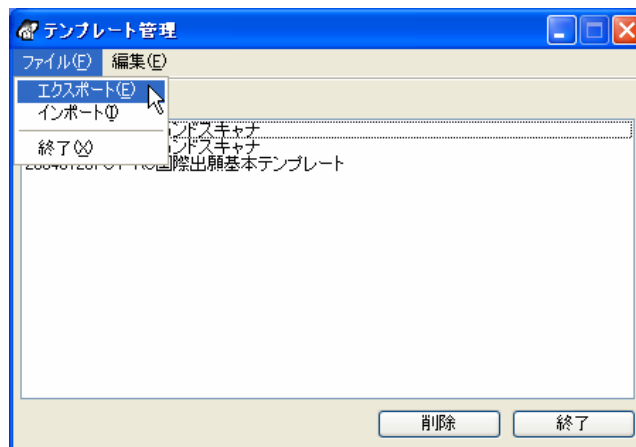 テンプレート管理
ファイル(F) 編集(E)
エクスポート(E)
インポート(I)
終了(X)
ンドスキャナ
ンドスキャナ
国際出願基本テンプレート
削除 終了